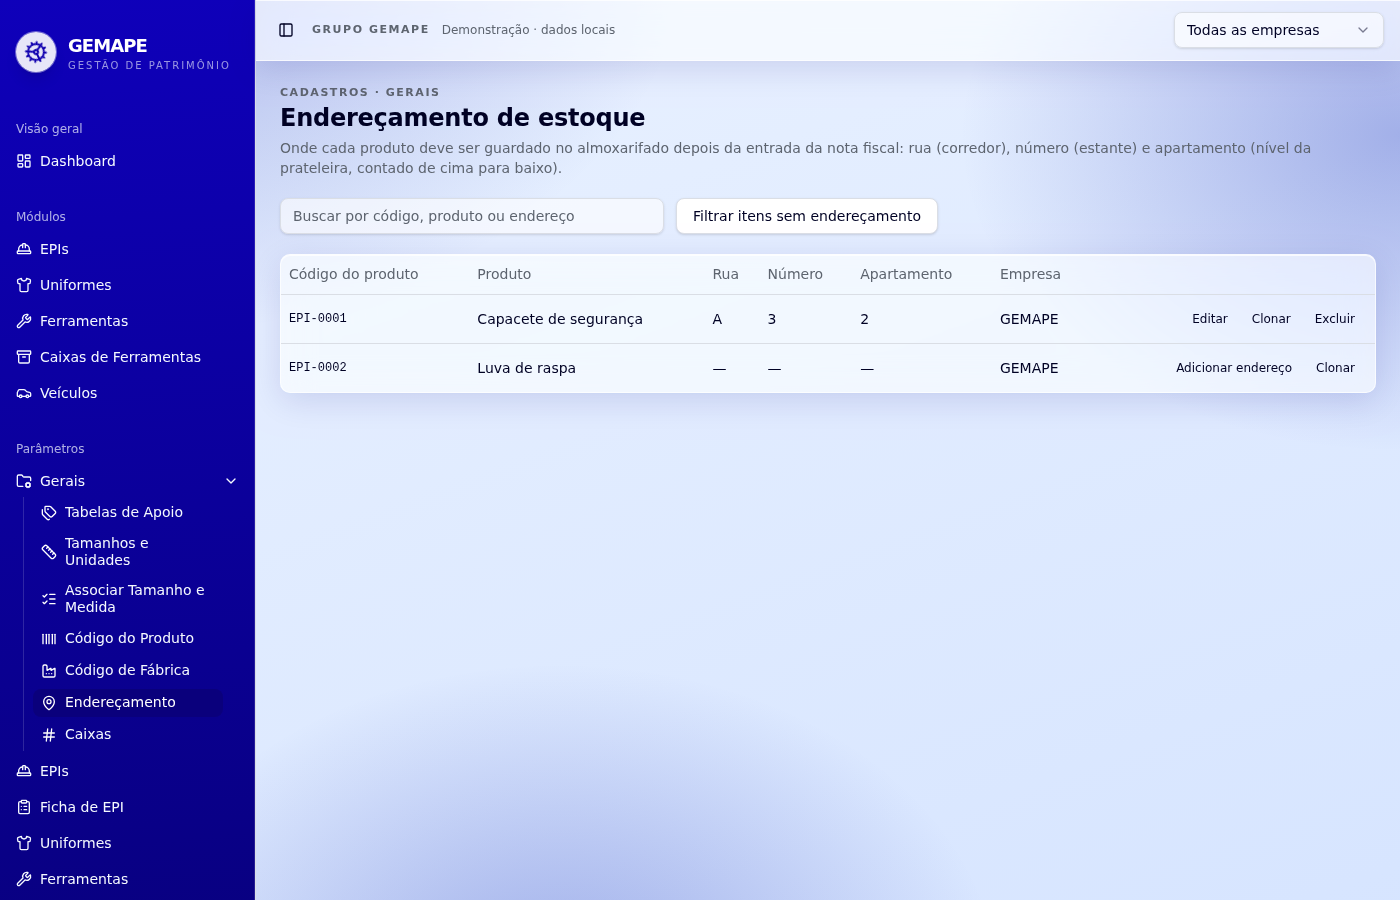 GEMAPE
GESTÃO DE PATRIMÔNIO
Visão geral
Dashboard
Módulos
EPIs
Uniformes
Ferramentas
Caixas de Ferramentas
Veículos
Parâmetros
Gerais
Tabelas de Apoio
Tamanhos e
Unidades
Associar Tamanho e
Medida
Código do Produto
Código de Fábrica
Endereçamento
Caixas
EPIs
Ficha de EPI
Uniformes
Ferramentas
GRUPO GEMAPE Demonstração · dados locais Todas as empresas
CADASTROS · GERAIS
Endereçamento de estoque
Onde cada produto deve ser guardado no almoxarifado depois da entrada da nota fiscal: rua (corredor), número (estante) e apartamento (nível da
prateleira, contado de cima para baixo).
Buscar por código, produto ou endereço Filtrar itens sem endereçamento
Código do produto Produto Rua Número Apartamento Empresa
EPI-0001 Capacete de segurança A 3 2 GEMAPE Editar Clonar Excluir
EPI-0002 Luva de raspa — — — GEMAPE Adicionar endereço Clonar